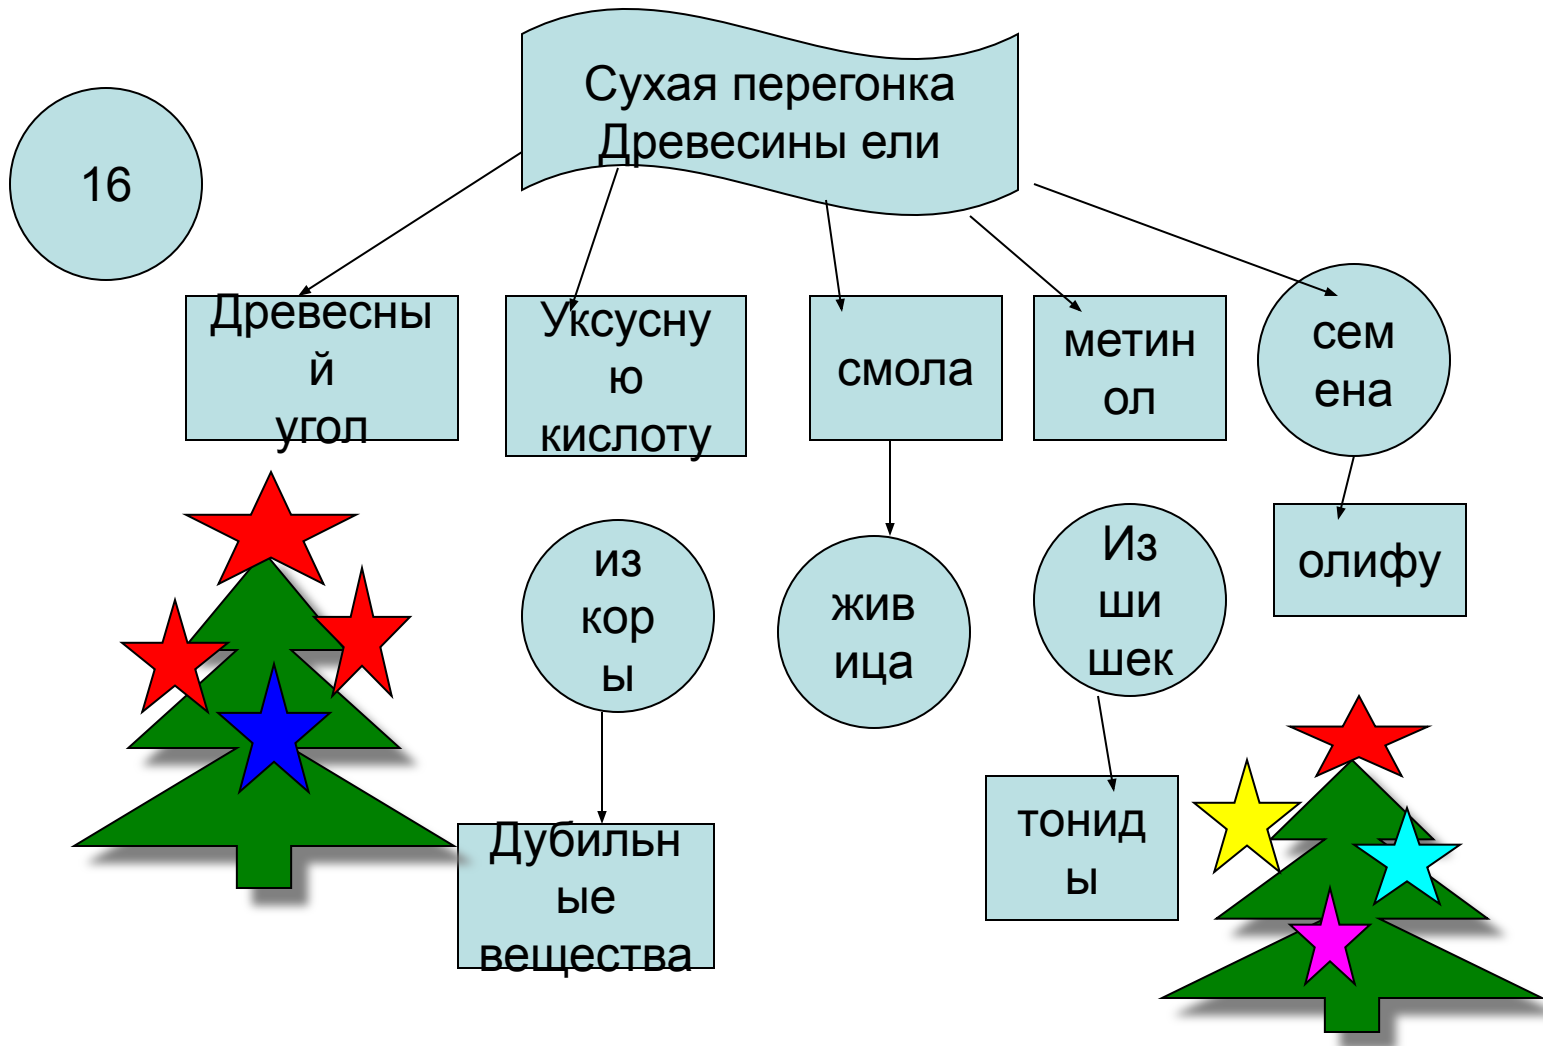 Сухая перегонка
Древесины ели
16
Древесны
й
угол
Уксусну
ю
кислоту
смола
метин
ол
сем
ена
из
кор
ы
жив
ица
Из
ши
шек
олифу
Дубильн
ые
вещества
тонид
ы